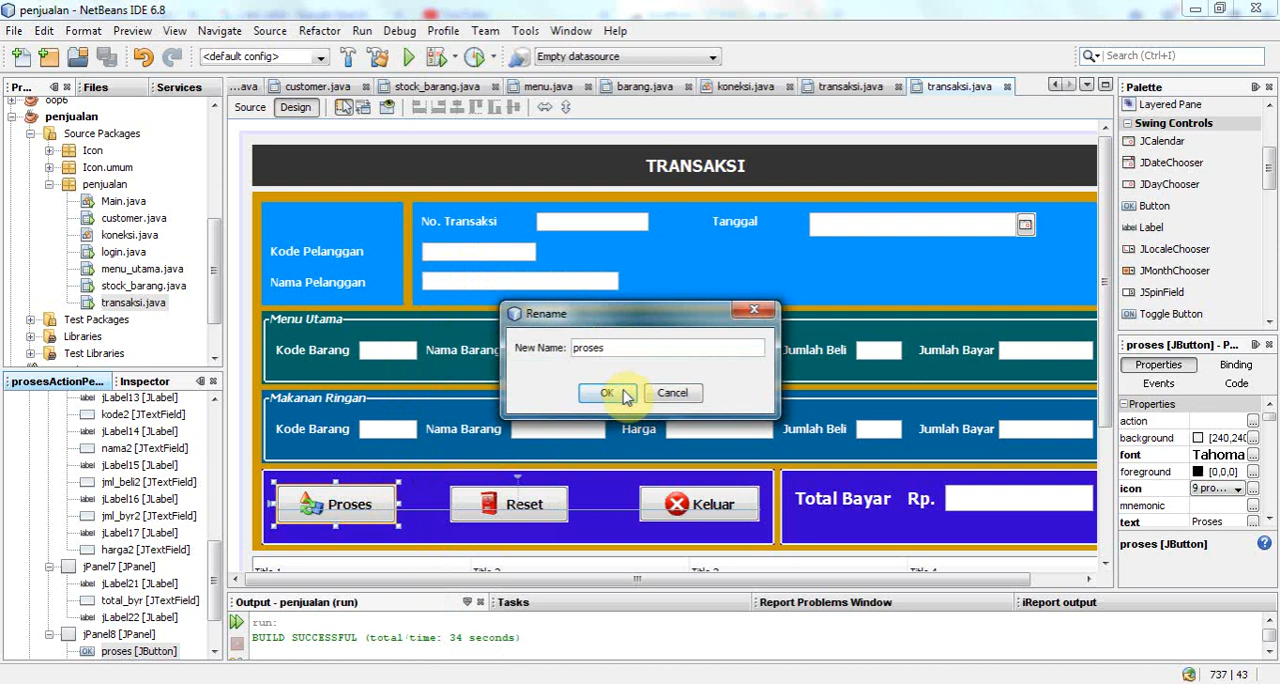 penjualan - NetBeans IDE 6.8
File Edit Format Preview View Navigate Source Refactor Run Debug Profile Team Tools Window Help
<default config> Empty datasource Search (Ctrl+I)
Pr... Files Services
...ava customer.java stock_barang.java menu.java barang.java koneksi.java transaksi.java transaksi.java
Palette
Source Design
oop6
penjualan
Source Packages
Icon
Icon.umum
penjualan
Main.java
customer.java
koneksi.java
login.java
menu_utama.java
stock_barang.java
transaksi.java
Test Packages
Libraries
Test Libraries
prosesActionPe... Inspector
jLabel13 [JLabel]
kode2 [JTextField]
jLabel14 [JLabel]
nama2 [JTextField]
jLabel15 [JLabel]
jml_beli2 [JTextField]
jLabel16 [JLabel]
jml_byr2 [JTextField]
jLabel17 [JLabel]
harga2 [JTextField]
jPanel7 [JPanel]
jLabel21 [JLabel]
total_byr [JTextField]
jLabel22 [JLabel]
jPanel8 [JPanel]
proses [JButton]
TRANSAKSI
No. Transaksi Tanggal
Kode Pelanggan
Nama Pelanggan
Menu Utama
Kode Barang Nama Barang Jumlah Beli Jumlah Bayar
Makanan Ringan
Kode Barang Nama Barang Harga Jumlah Beli Jumlah Bayar
Proses Reset Keluar Total Bayar Rp.
Rename
New Name: proses
OK Cancel
Output - penjualan (run) Tasks Report Problems Window iReport output
run:
BUILD SUCCESSFUL (total time: 34 seconds)
Layered Pane
Swing Controls
JCalendar
JDateChooser
JDayChooser
Button
Label
JLocaleChooser
JMonthChooser
JSpinField
Toggle Button
proses [JButton] - P...
Properties Binding
Events Code
Properties
action
background [240,240
font Tahoma
foreground [0,0,0]
icon 9 pro...
mnemonic
text Proses
proses [JButton]
737 | 43